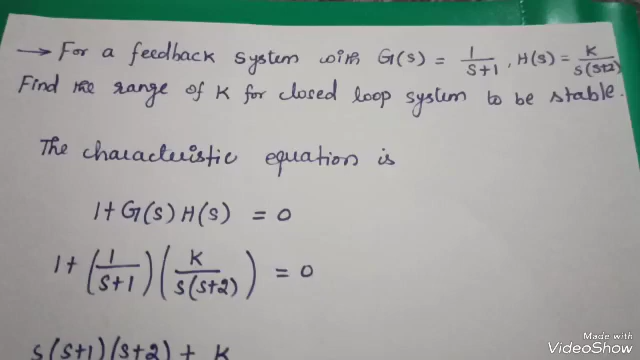 → For a feedback system with G(s) = 1/(s+1), H(s) = K/(s(s+2))
Find the range of K for closed loop system to be stable.
The characteristic equation is
1 + G(s) H(s) = 0
1 + (1/(s+1)) (K/(s(s+2))) = 0
s(s+1)(s+2) + K
Made with
VideoShow